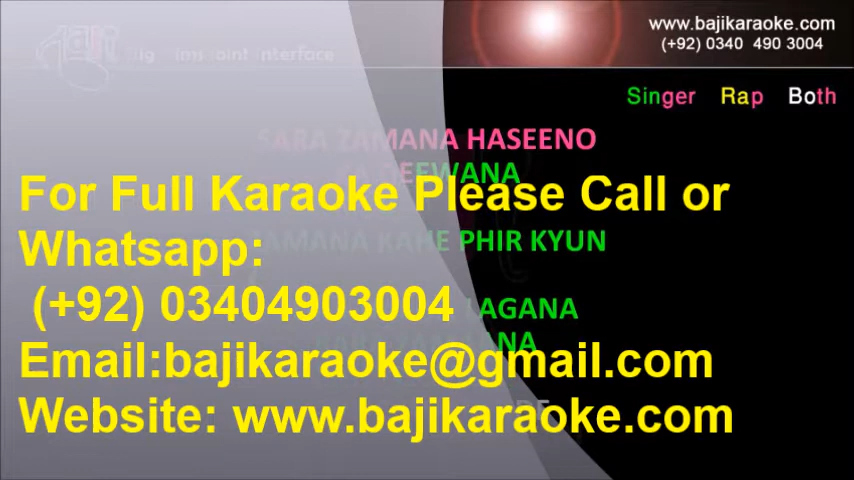 www.bajikaraoke.com
(+92) 0340 490 3004
Singer Rap Both
SARA ZAMANA HASEENO
DEEWANA
For Full Karaoke Please Call or
Whatsapp:
ZAMANA KAHE PHIR KYUN
(+92) 03404903004
LAGANA
Email:bajikaraoke@gmail.com
Website: www.bajikaraoke.com